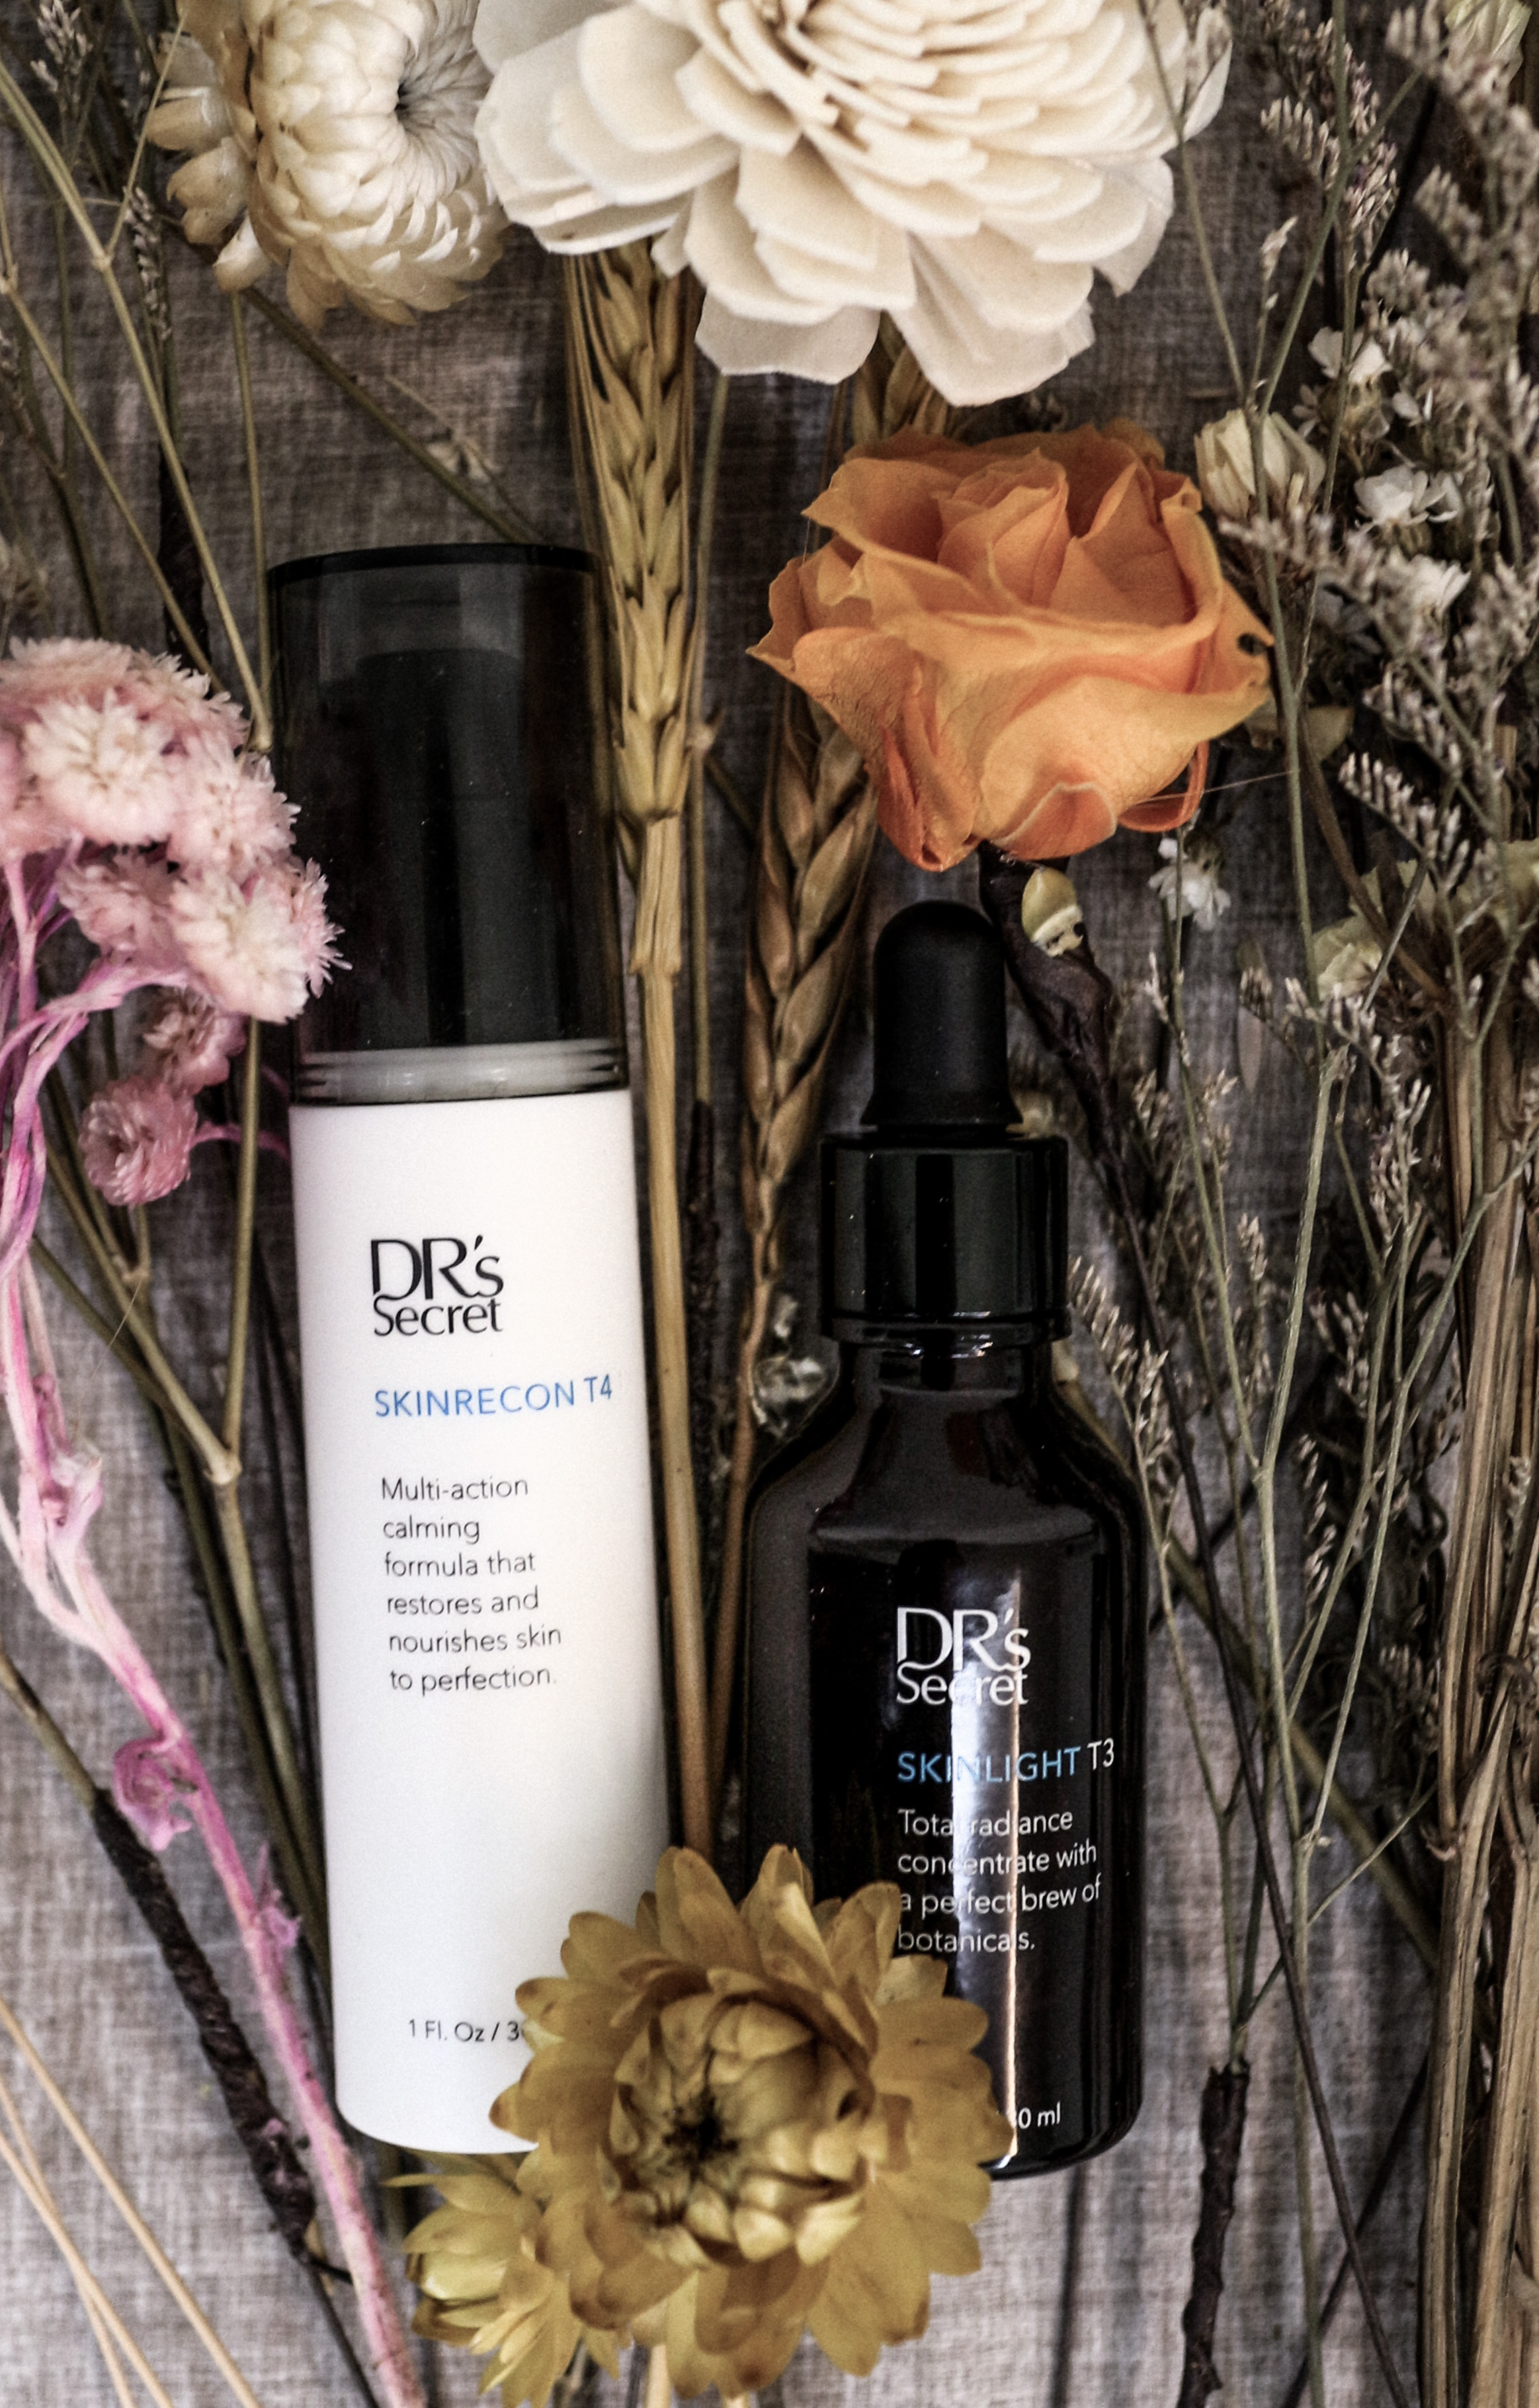 DR's
Secret
SKINRECON T4
Multi-action
calming
formula that
restores and
nourishes skin
to perfection.
1 Fl. Oz / 3
DR's
Secret
SKINLIGHT T3
Total radiance
concentrate with
a perfect brew of
botanicals.
0 ml